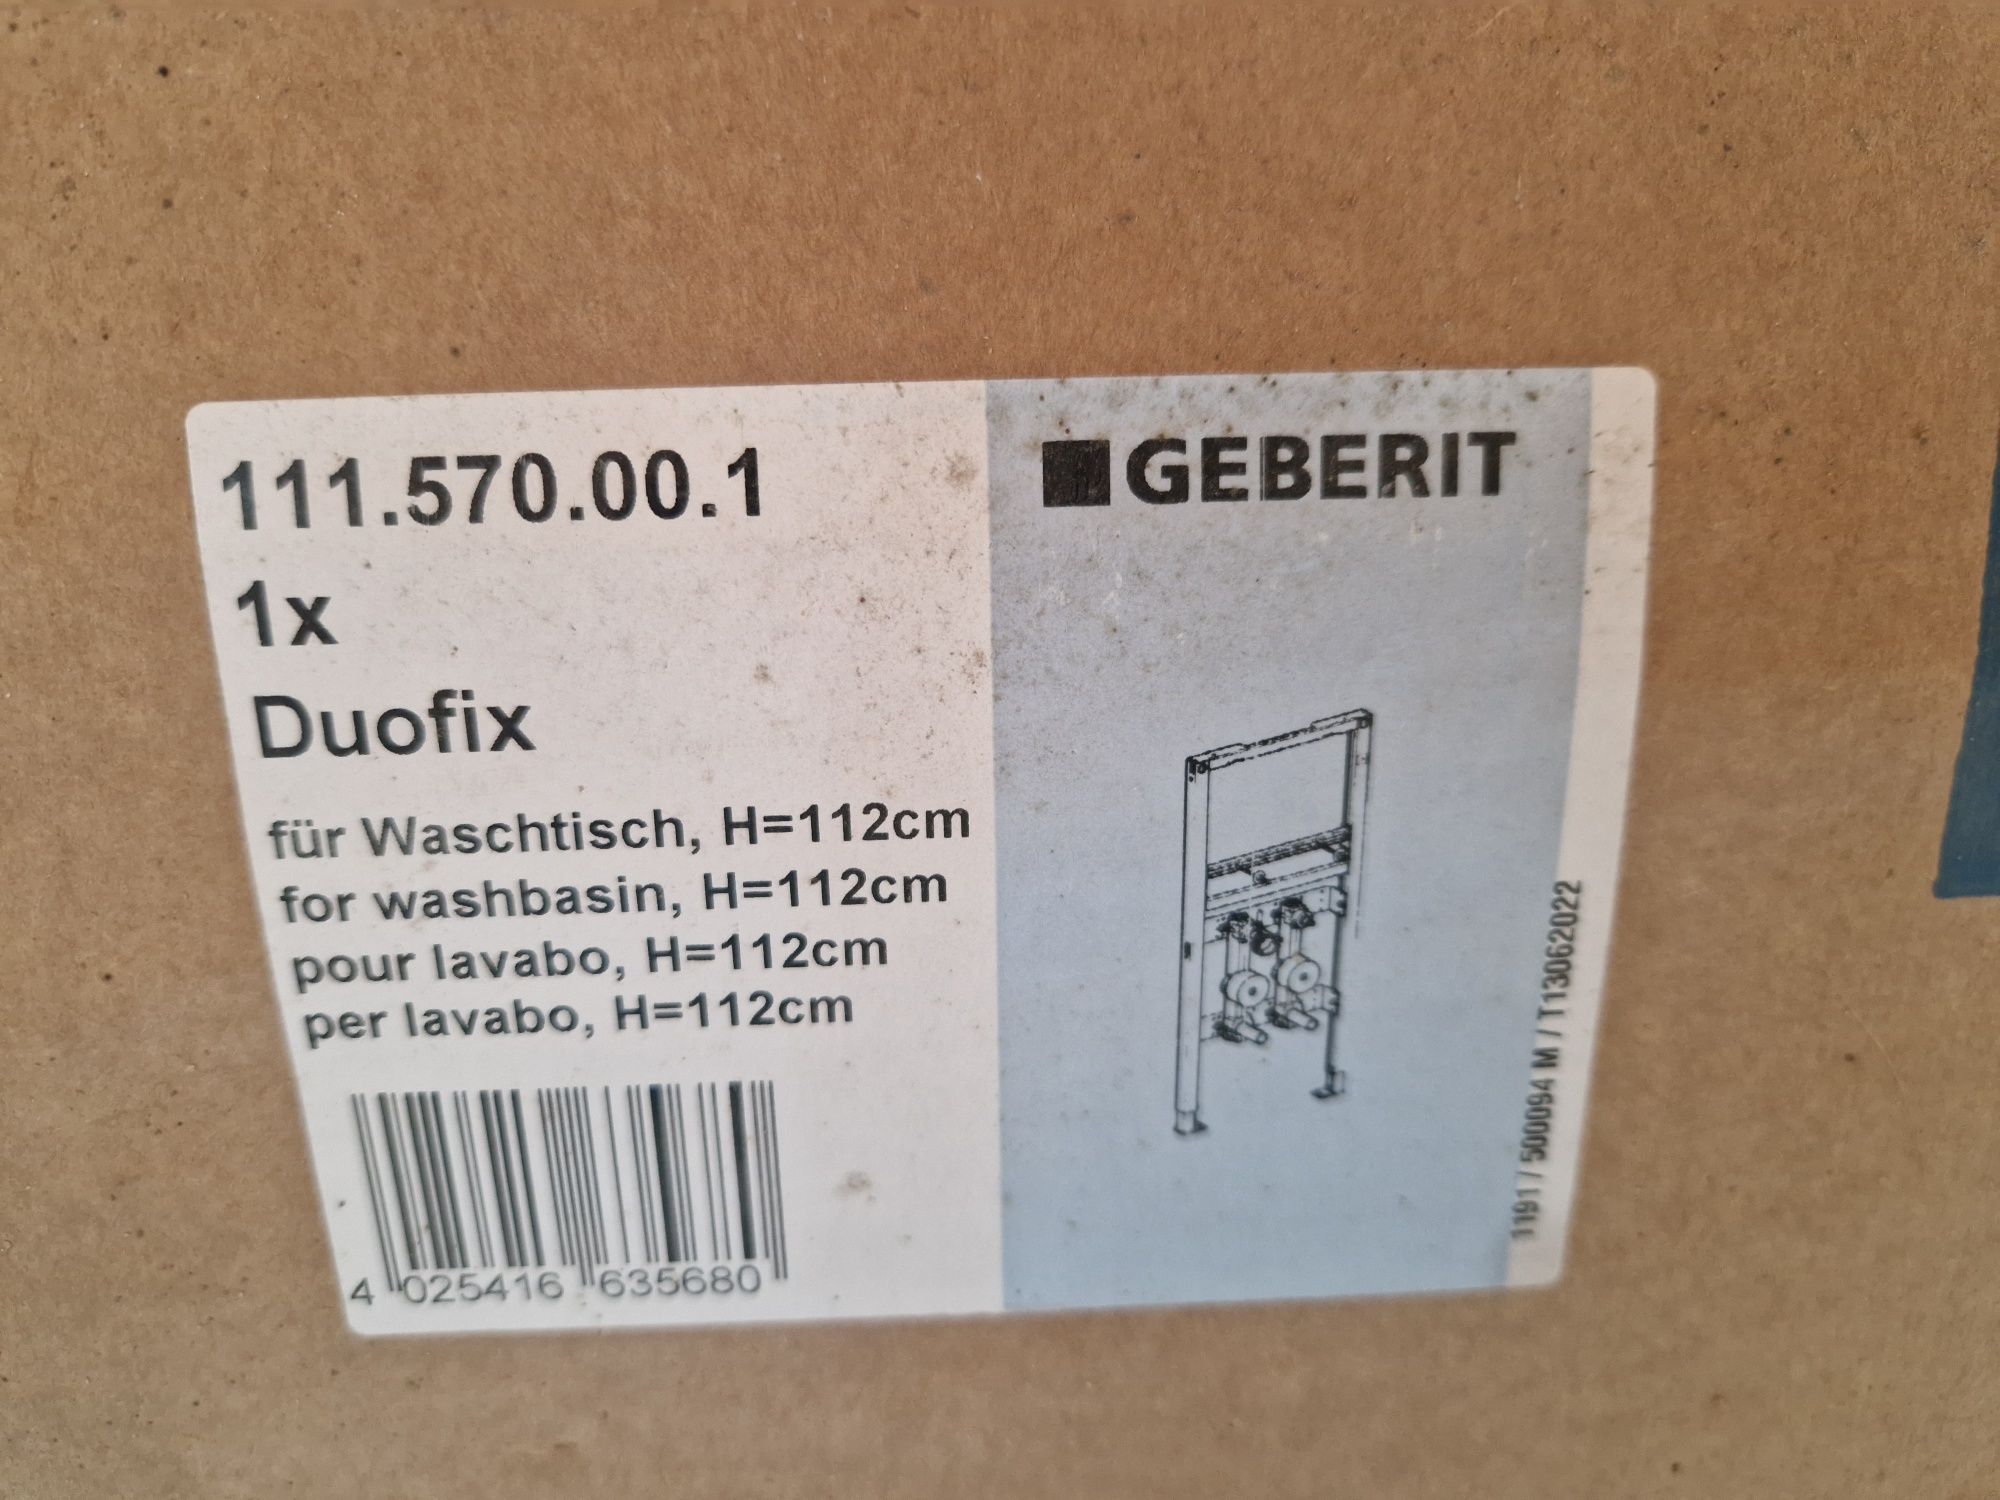 111.570.00.1
1x
Duofix
für Waschtisch, H=112cm
for washbasin, H=112cm
pour lavabo, H=112cm
per lavabo, H=112cm
4 025416 635680
GEBERIT
1191 / 500094 M / T13062022